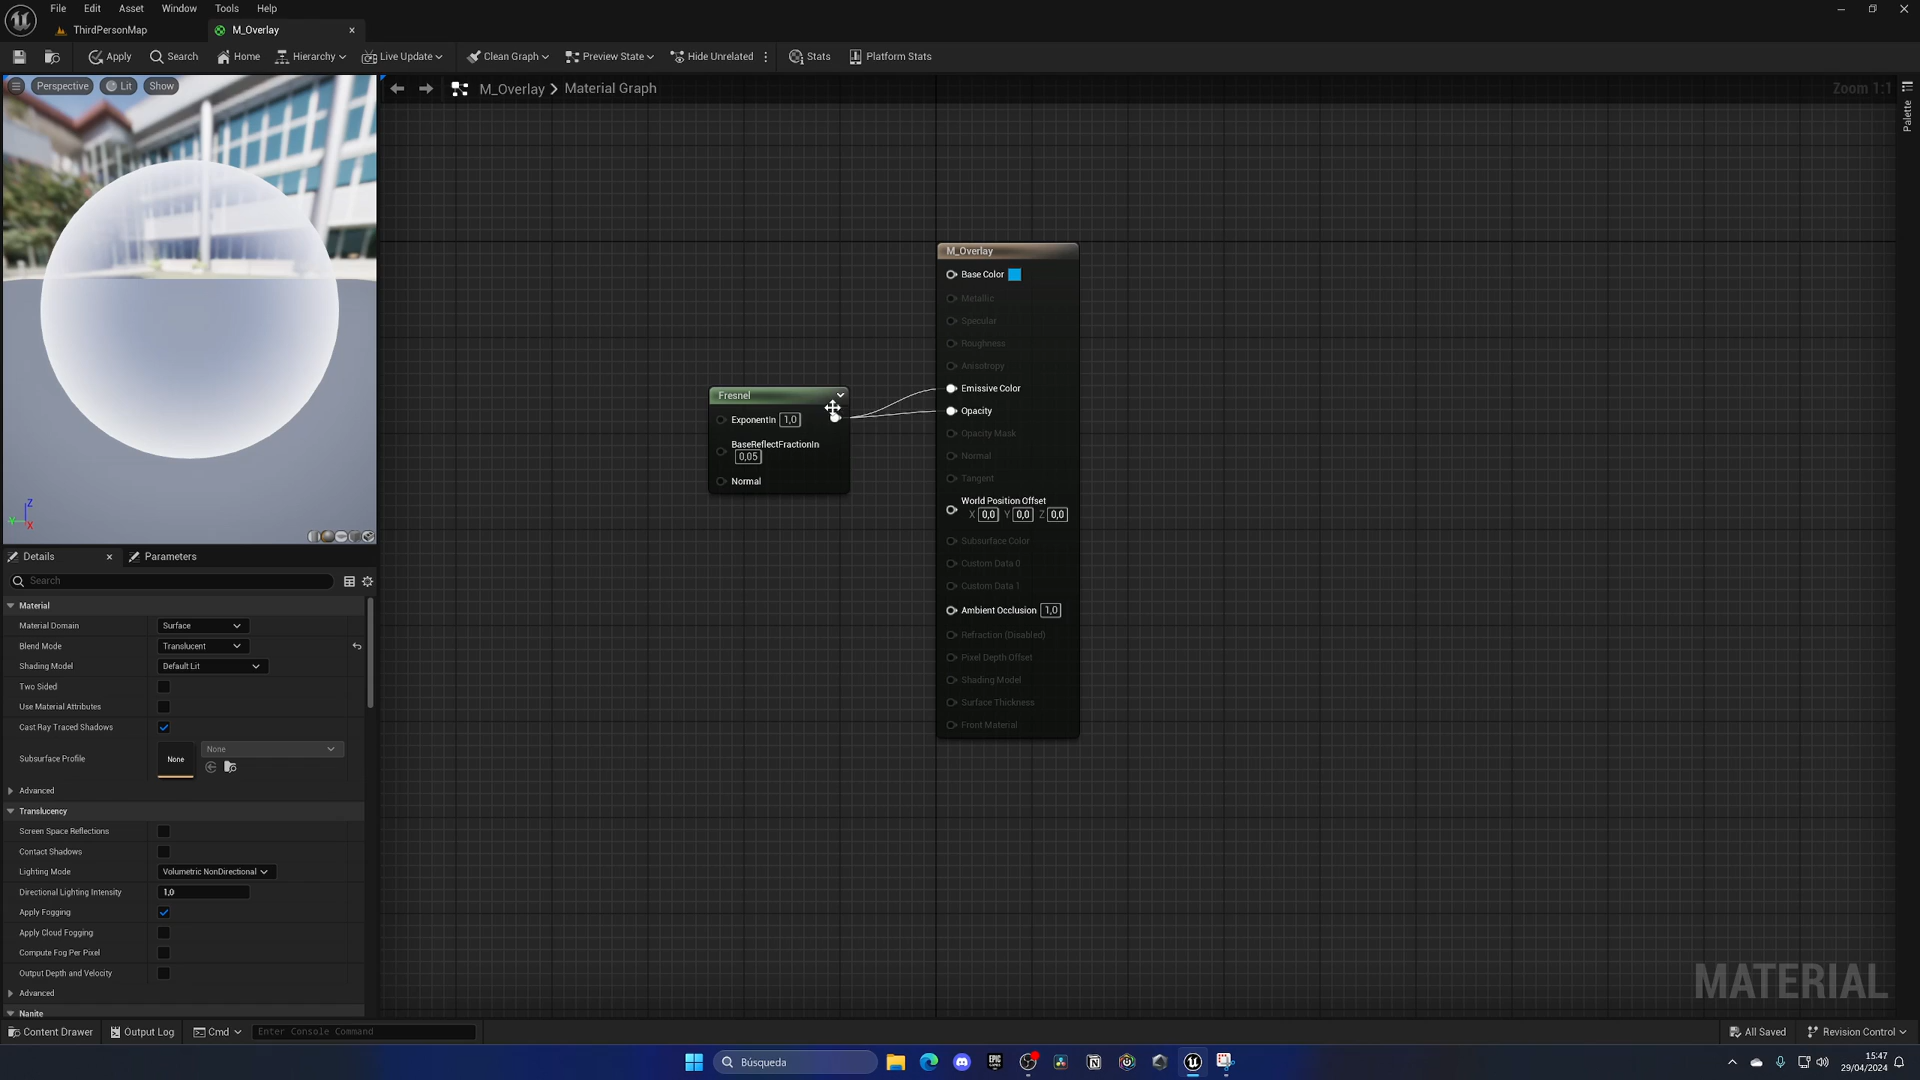 File Edit Asset Window Tools Help
ThirdPersonMap M_Overlay
Apply Search Home Hierarchy Live Update Clean Graph Preview State Hide Unrelated Stats Platform Stats
Perspective Lit Show
M_Overlay Material Graph Zoom 1:1
Palette
M_Overlay
Base Color
Metallic
Specular
Roughness
Anisotropy
Emissive Color
Opacity
Opacity Mask
Normal
Tangent
World Position Offset
X 0,0 Y 0,0 Z 0,0
Subsurface Color
Custom Data 0
Custom Data 1
Ambient Occlusion 1,0
Refraction (Disabled)
Pixel Depth Offset
Shading Model
Surface Thickness
Front Material
Fresnel
ExponentIn 1,0
BaseReflectFractionIn
0,05
Normal
Z
Y
X
Details Parameters
Search
Material
Material Domain Surface
Blend Mode Translucent
Shading Model Default Lit
Two Sided
Use Material Attributes
Cast Ray Traced Shadows
Subsurface Profile None None
Advanced
Translucency
Screen Space Reflections
Contact Shadows
Lighting Mode Volumetric NonDirectional
Directional Lighting Intensity 1,0
Apply Fogging
Apply Cloud Fogging
Compute Fog Per Pixel
Output Depth and Velocity
Advanced
Nanite
MATERIAL
Content Drawer Output Log Cmd Enter Console Command All Saved Revision Control
Búsqueda
EPIC GAMES
15:47
29/04/2024